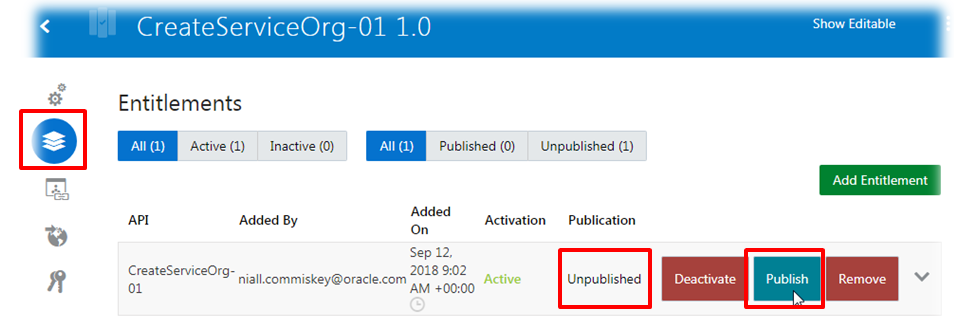 CreateServiceOrg-01 1.0
Show Editable
Entitlements
All (1) Active (1) Inactive (0) All (1) Published (0) Unpublished (1)
Add Entitlement
API Added By Added On Activation Publication
CreateServiceOrg-01 niall.commiskey@oracle.com Sep 12, 2018 9:02 AM +00:00 Active Unpublished Deactivate Publish Remove